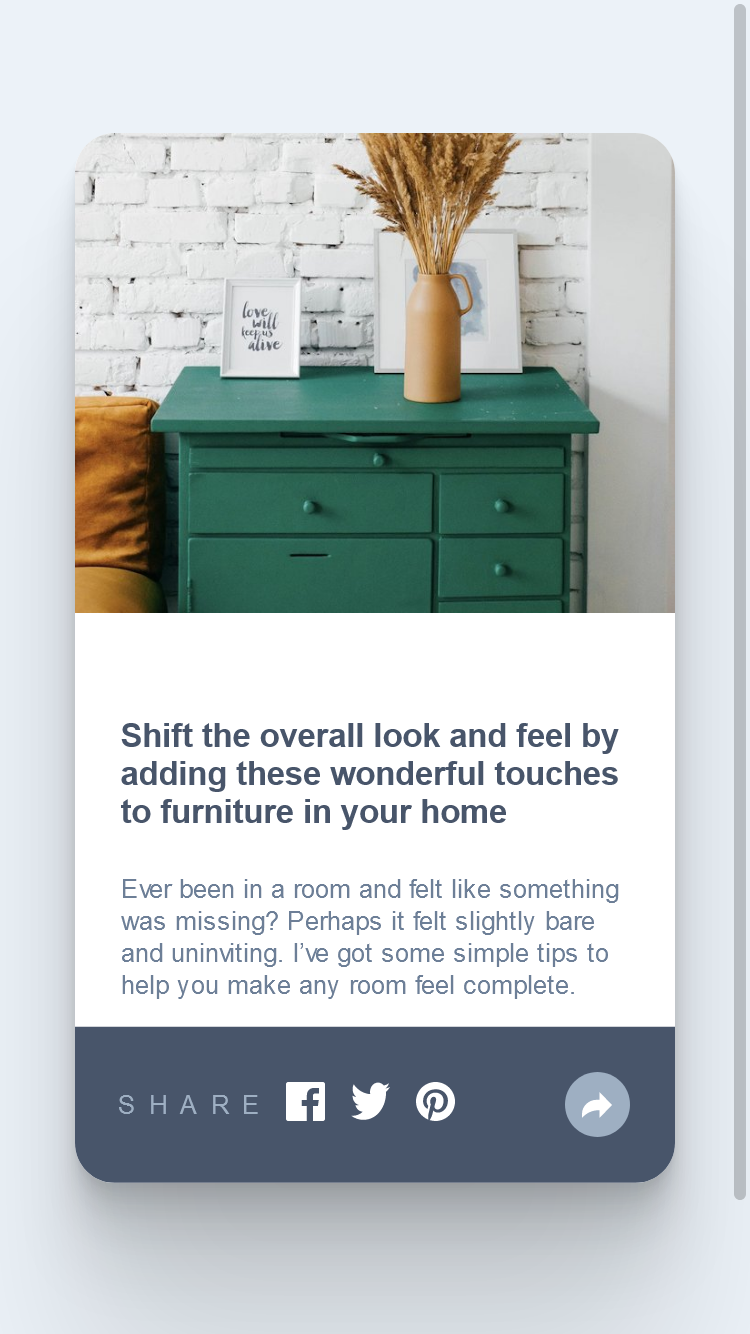 love
will
keep us
alive
Shift the overall look and feel by
adding these wonderful touches
to furniture in your home
Ever been in a room and felt like something
was missing? Perhaps it felt slightly bare
and uninviting. I’ve got some simple tips to
help you make any room feel complete.
SHARE